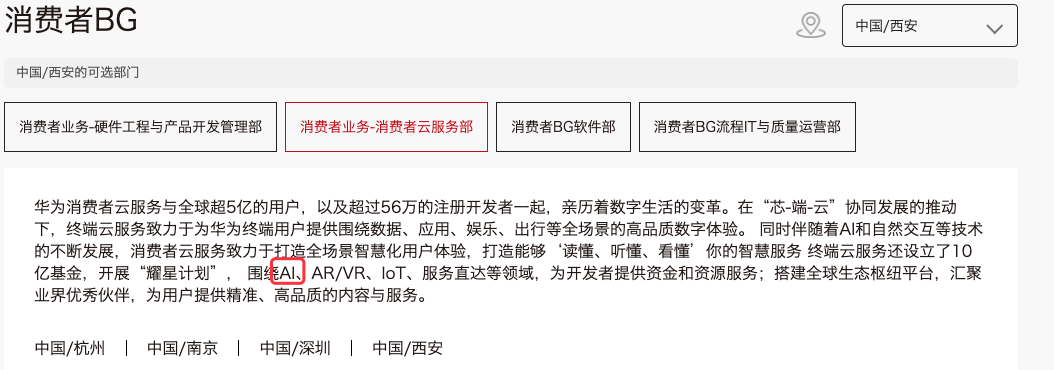 消费者BG
中国/西安
中国/西安的可选部门
消费者业务-硬件工程与产品开发管理部
消费者业务-消费者云服务部
消费者BG软件部
消费者BG流程IT与质量运营部
华为消费者云服务与全球超5亿的用户，以及超过56万的注册开发者一起，亲历着数字生活的变革。在“芯-端-云”协同发展的推动
下，终端云服务致力于为华为终端用户提供围绕数据、应用、娱乐、出行等全场景的高品质数字体验。 同时伴随着AI和自然交互等技术
的不断发展，消费者云服务致力于打造全场景智慧化用户体验，打造能够‘读懂、听懂、看懂’你的智慧服务 终端云服务还设立了10
亿基金，开展“耀星计划”， 围绕AI、AR/VR、IoT、服务直达等领域，为开发者提供资金和资源服务；搭建全球生态枢纽平台，汇聚
业界优秀伙伴，为用户提供精准、高品质的内容与服务。
中国/杭州 | 中国/南京 | 中国/深圳 | 中国/西安